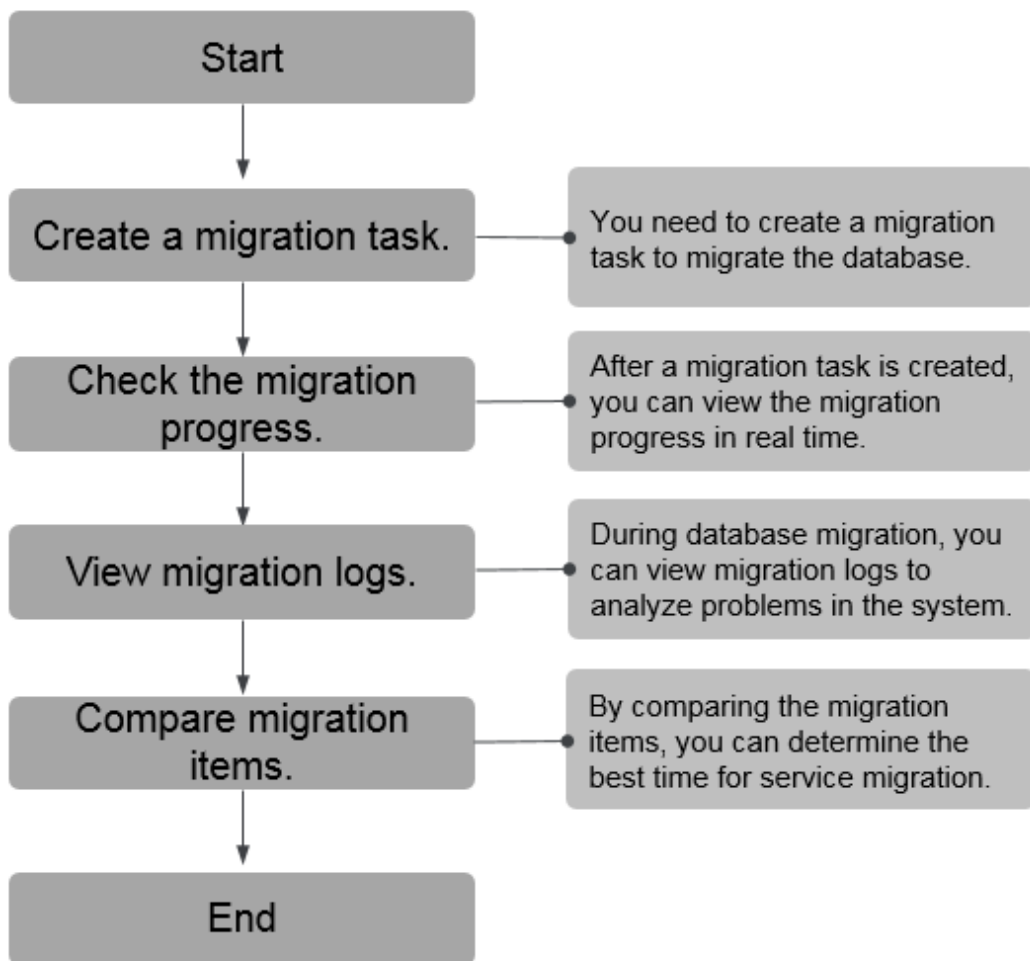 Start
Create a migration task.
You need to create a migration
task to migrate the database.
Check the migration
progress.
After a migration task is created,
you can view the migration
progress in real time.
View migration logs.
During database migration, you
can view migration logs to
analyze problems in the system.
Compare migration
items.
By comparing the migration
items, you can determine the
best time for service migration.
End